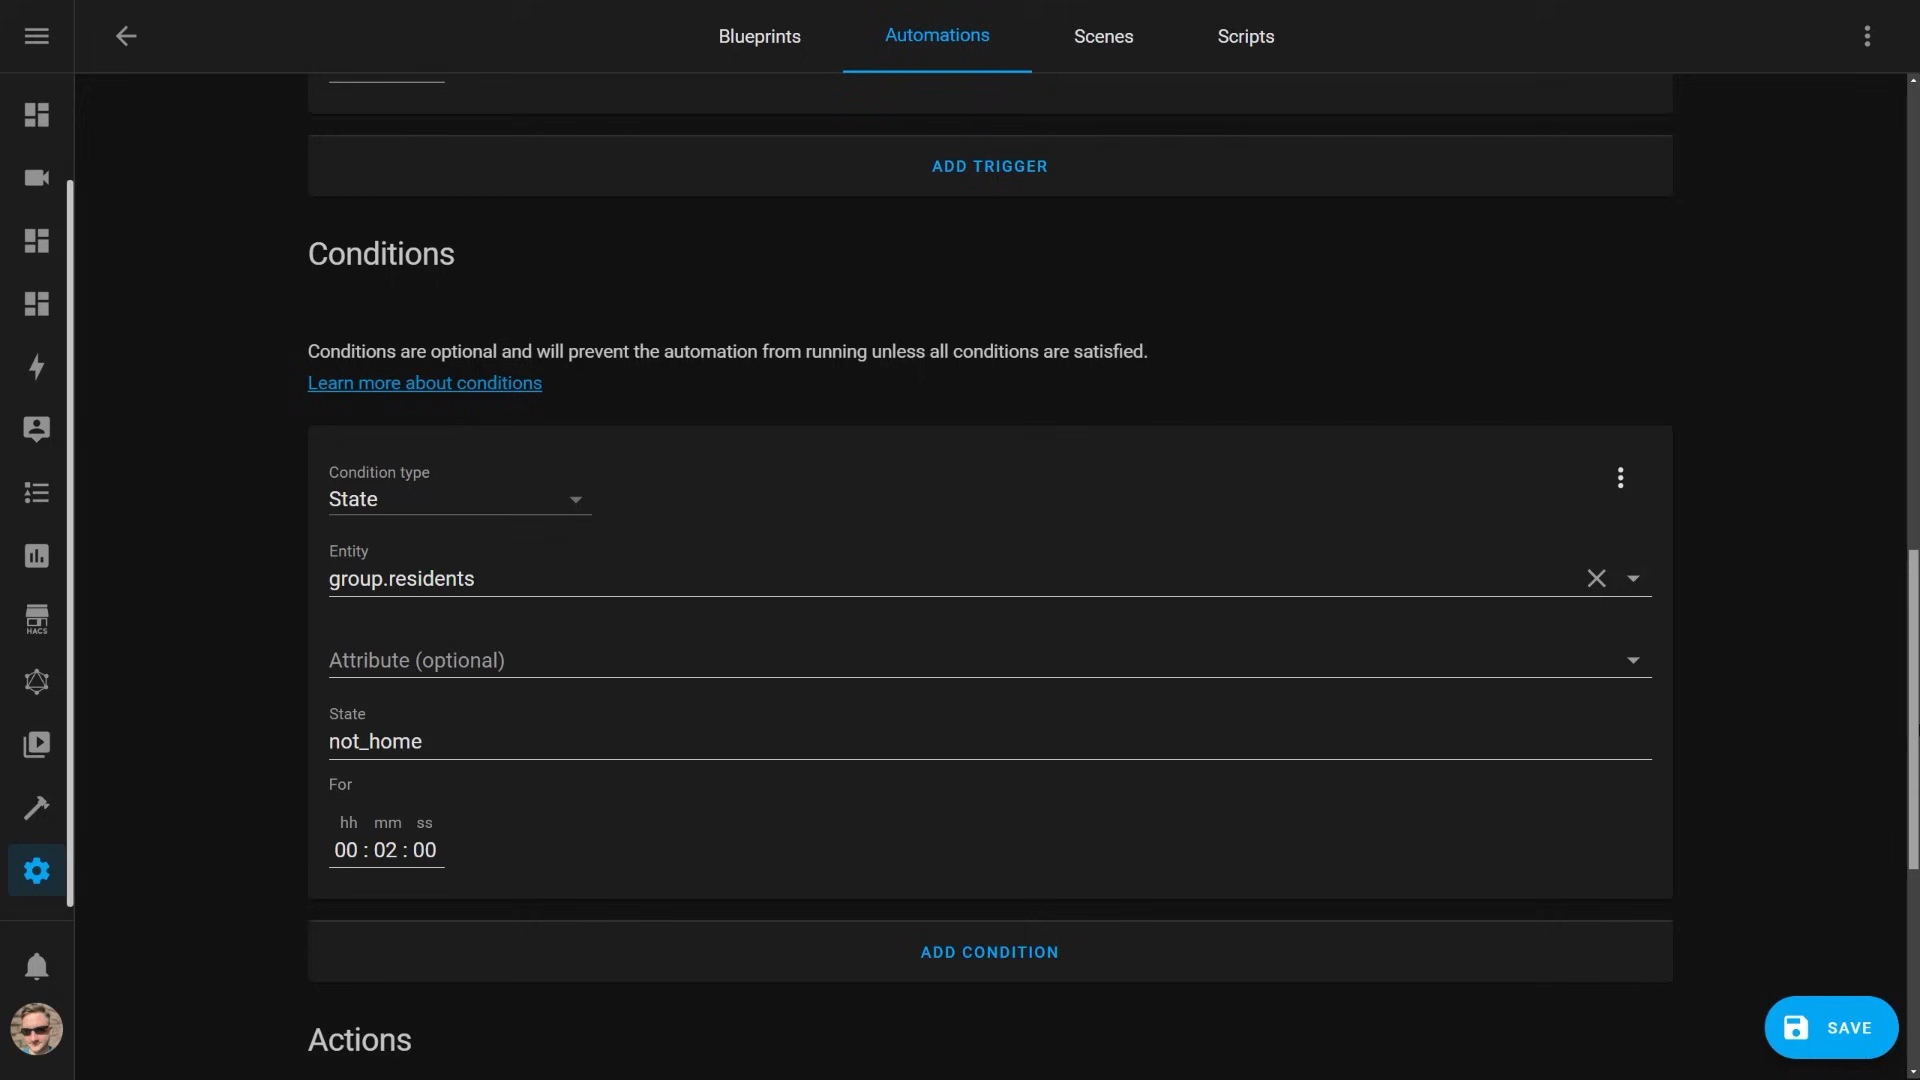 Blueprints
Automations
Scenes
Scripts
ADD TRIGGER
Conditions
Conditions are optional and will prevent the automation from running unless all conditions are satisfied.
Learn more about conditions
Condition type
State
Entity
group.residents
Attribute (optional)
State
not_home
For
hh mm ss
00 : 02 : 00
ADD CONDITION
Actions
SAVE
HACS